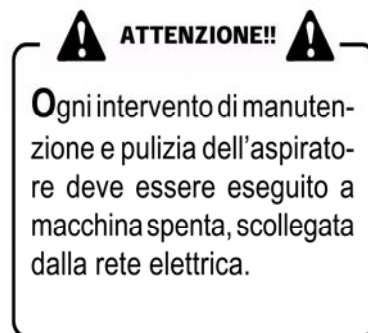 ATTENZIONE!!
Ogni intervento di manuten-
zione e pulizia dell'aspirato-
re deve essere eseguito a
macchina spenta, scollegata
dalla rete elettrica.